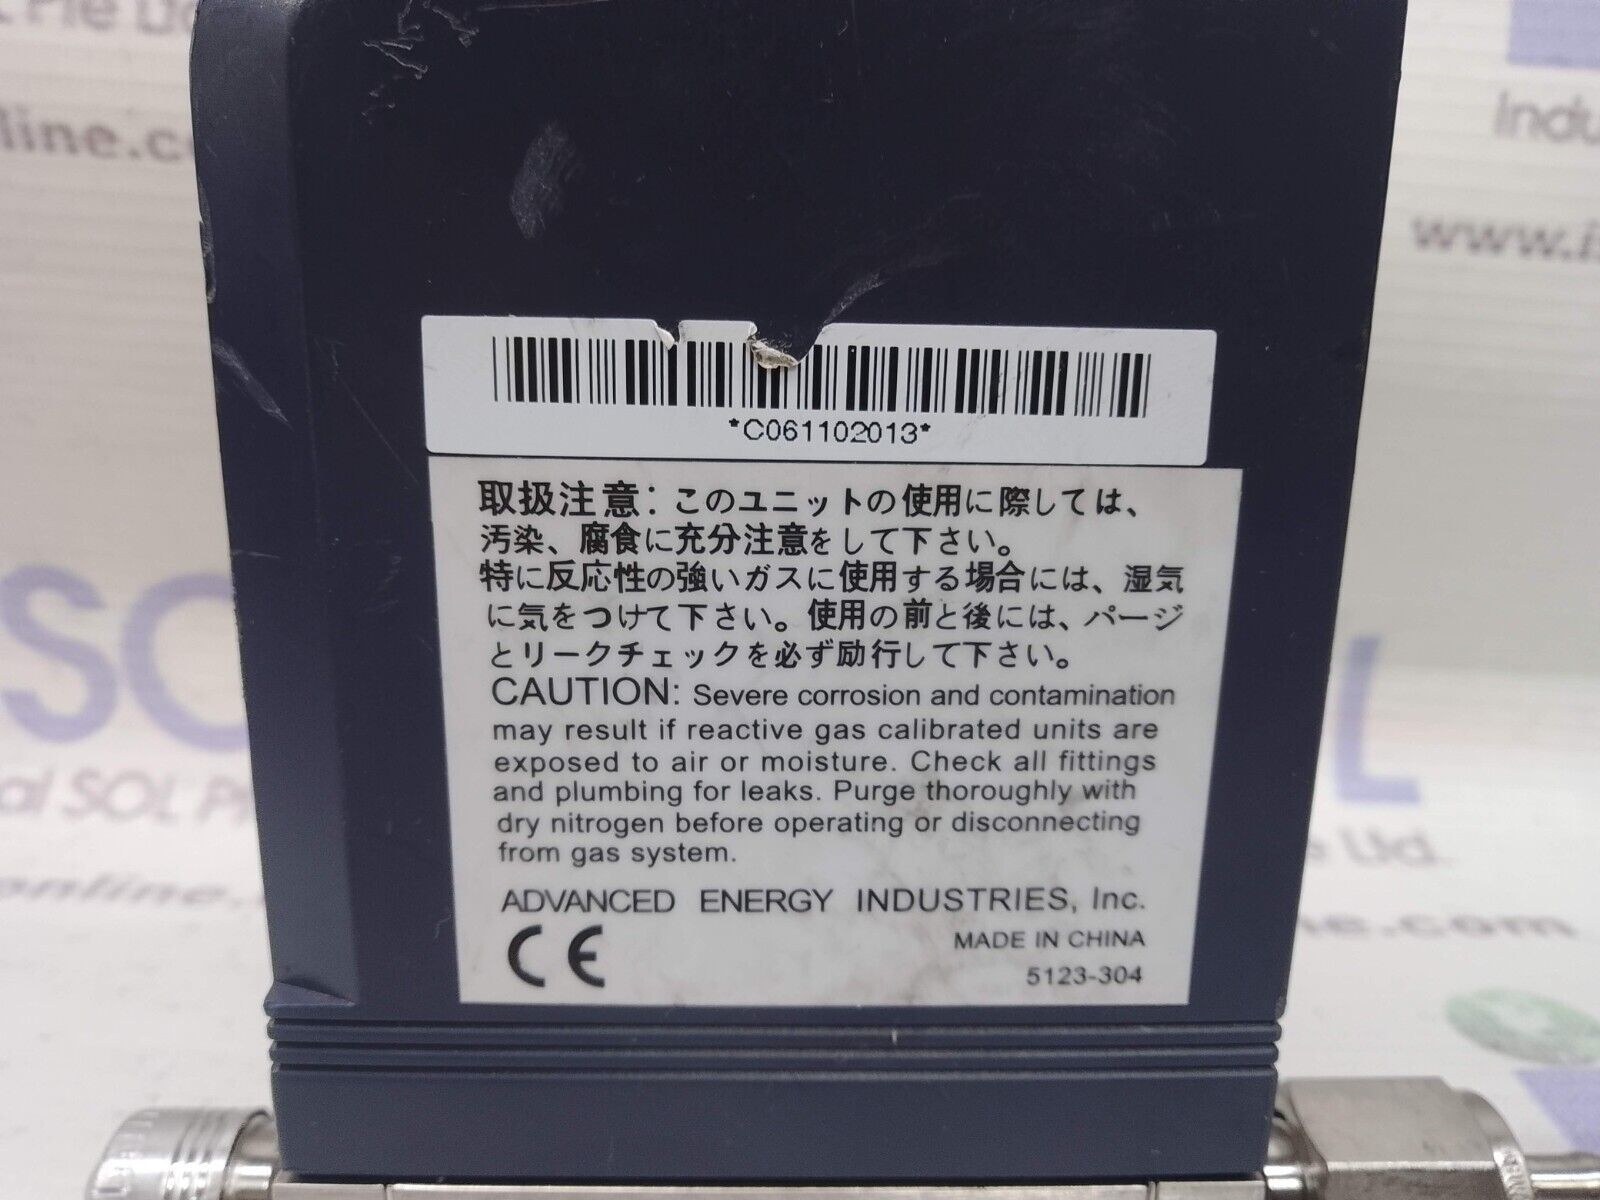 *C061102013*
取扱注意：このユニットの使用に際しては、
汚染、腐食に充分注意をして下さい。
特に反応性の強いガスに使用する場合には、湿気
に気をつけて下さい。使用の前と後には、パージ
とリークチェックを必ず励行して下さい。
CAUTION: Severe corrosion and contamination
may result if reactive gas calibrated units are
exposed to air or moisture. Check all fittings
and plumbing for leaks. Purge thoroughly with
dry nitrogen before operating or disconnecting
from gas system.
ADVANCED ENERGY INDUSTRIES, Inc.
CE
MADE IN CHINA
5123-304